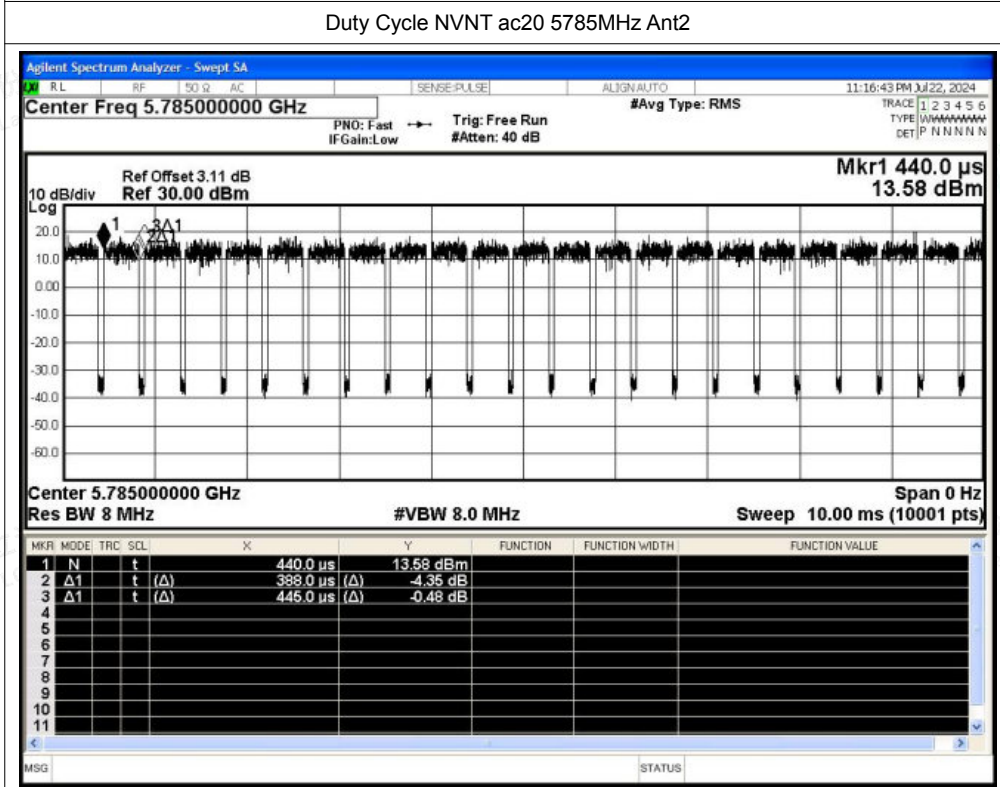 Duty Cycle NVNT ac20 5785MHz Ant2
Agilent Spectrum Analyzer - Swept SA
RL RF 50 Ω AC SENSE:PULSE ALIGN AUTO 11:16:43 PM Jul 22, 2024
Center Freq 5.785000000 GHz #Avg Type: RMS TRACE 1 2 3 4 5 6
PNO: Fast Trig: Free Run TYPE
IFGain:Low #Atten: 40 dB DET P N N N N N
Mkr1 440.0 µs
Ref Offset 3.11 dB
10 dB/div Ref 30.00 dBm 13.58 dBm
Log
1 3Δ1
20.0
10.0
0.00
-10.0
-20.0
-30.0
-40.0
-50.0
-60.0
Center 5.785000000 GHz Span 0 Hz
Res BW 8 MHz #VBW 8.0 MHz Sweep 10.00 ms (10001 pts)
MKR MODE TRC SCL X Y FUNCTION FUNCTION WIDTH FUNCTION VALUE
1 N t 440.0 µs 13.58 dBm
2 Δ1 t (Δ) 388.0 µs (Δ) -4.35 dB
3 Δ1 t (Δ) 445.0 µs (Δ) -0.48 dB
4
5
6
7
8
9
10
11
MSG STATUS